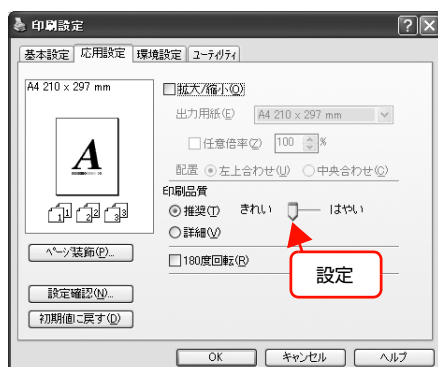 印刷設定
基本設定 応用設定 環境設定 ユーティリティ
A4 210 x 297 mm
A
1 2 3
ページ装飾(P)...
設定確認(N)...
初期値に戻す(D)
拡大/縮小(O)
出力用紙(E) A4 210 x 297 mm
任意倍率(Z) 100 %
配置 左上合わせ(U) 中央合わせ(C)
印刷品質
推奨(T) きれい はやい
詳細(V)
180度回転(R)
設定
OK キャンセル ヘルプ